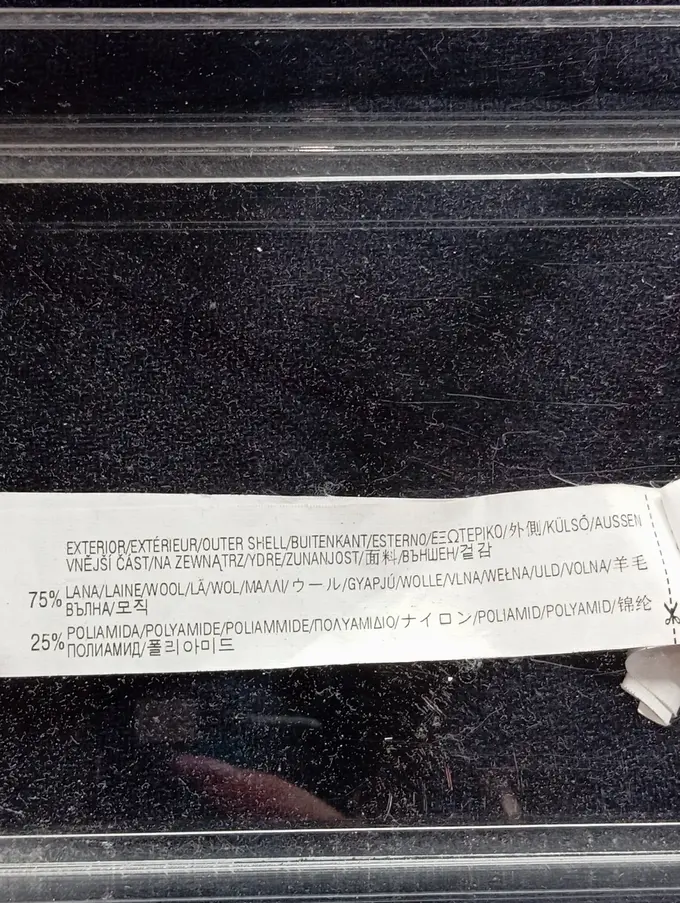 EXTERIOR/EXTÉRIEUR/OUTER SHELL/BUITENKANT/ESTERNO/ΕΞΩΤΕΡΙΚΟ/外側/KÜLSŐ/AUSSEN
VNĚJŠÍ ČÁST/NA ZEWNĄTRZ/YDRE/ZUNANJOST/面料/ВЪНШЕН/겉감
75% LANA/LAINE/WOOL/LÃ/WOL/ΜΑΛΛΙ/ウール/GYAPJÚ/WOLLE/VLNA/WEŁNA/ULD/VOLNA/羊毛
ВЪЛНА/모직
25% POLIAMIDA/POLYAMIDE/POLIAMMIDE/ΠΟΛΥΑΜΙΔΙΟ/ナイロン/POLIAMID/POLYAMID/锦纶
ПОЛИАМИД/폴리아미드